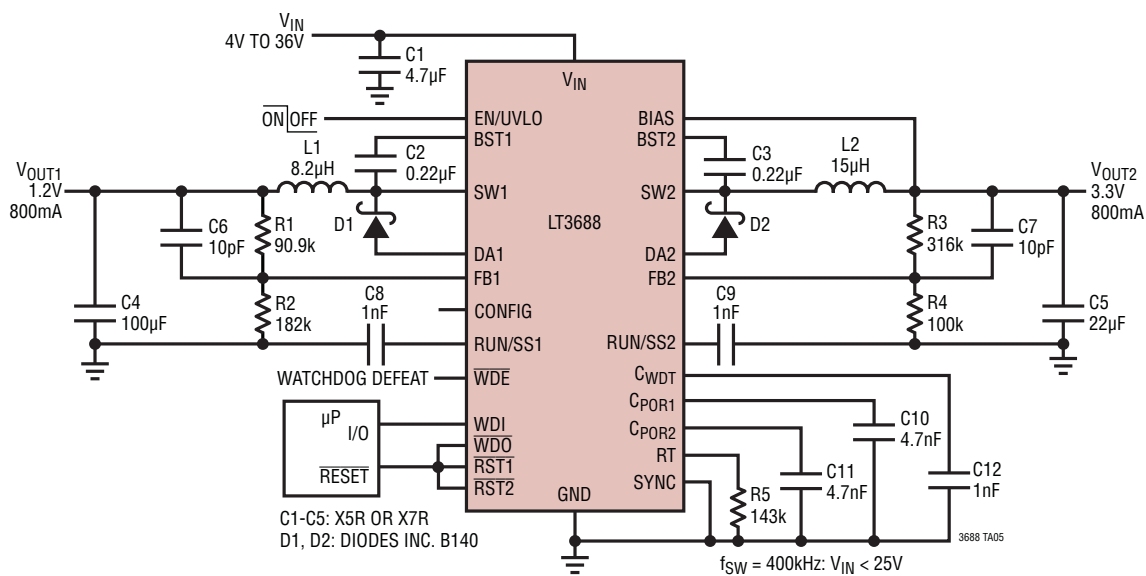 VIN
4V TO 36V
C1
4.7µF
VIN
ON OFF
EN/UVLO
BIAS
BST1
BST2
L1
8.2µH
C2
0.22µF
C3
0.22µF
L2
15µH
VOUT1
1.2V
800mA
SW1
SW2
VOUT2
3.3V
800mA
LT3688
C6
10pF
R1
90.9k
D1
D2
R3
316k
C7
10pF
DA1
DA2
FB1
FB2
C4
100µF
R2
182k
C8
1nF
CONFIG
C9
1nF
R4
100k
C5
22µF
RUN/SS1
RUN/SS2
WATCHDOG DEFEAT
WDE
CWDT
µP
I/O
WDI
CPOR1
C10
4.7nF
WDO
CPOR2
RESET
RST1
RT
C11
4.7nF
C12
1nF
RST2
SYNC
GND
R5
143k
C1-C5: X5R OR X7R
D1, D2: DIODES INC. B140
3688 TA05
fSW = 400kHz: VIN < 25V